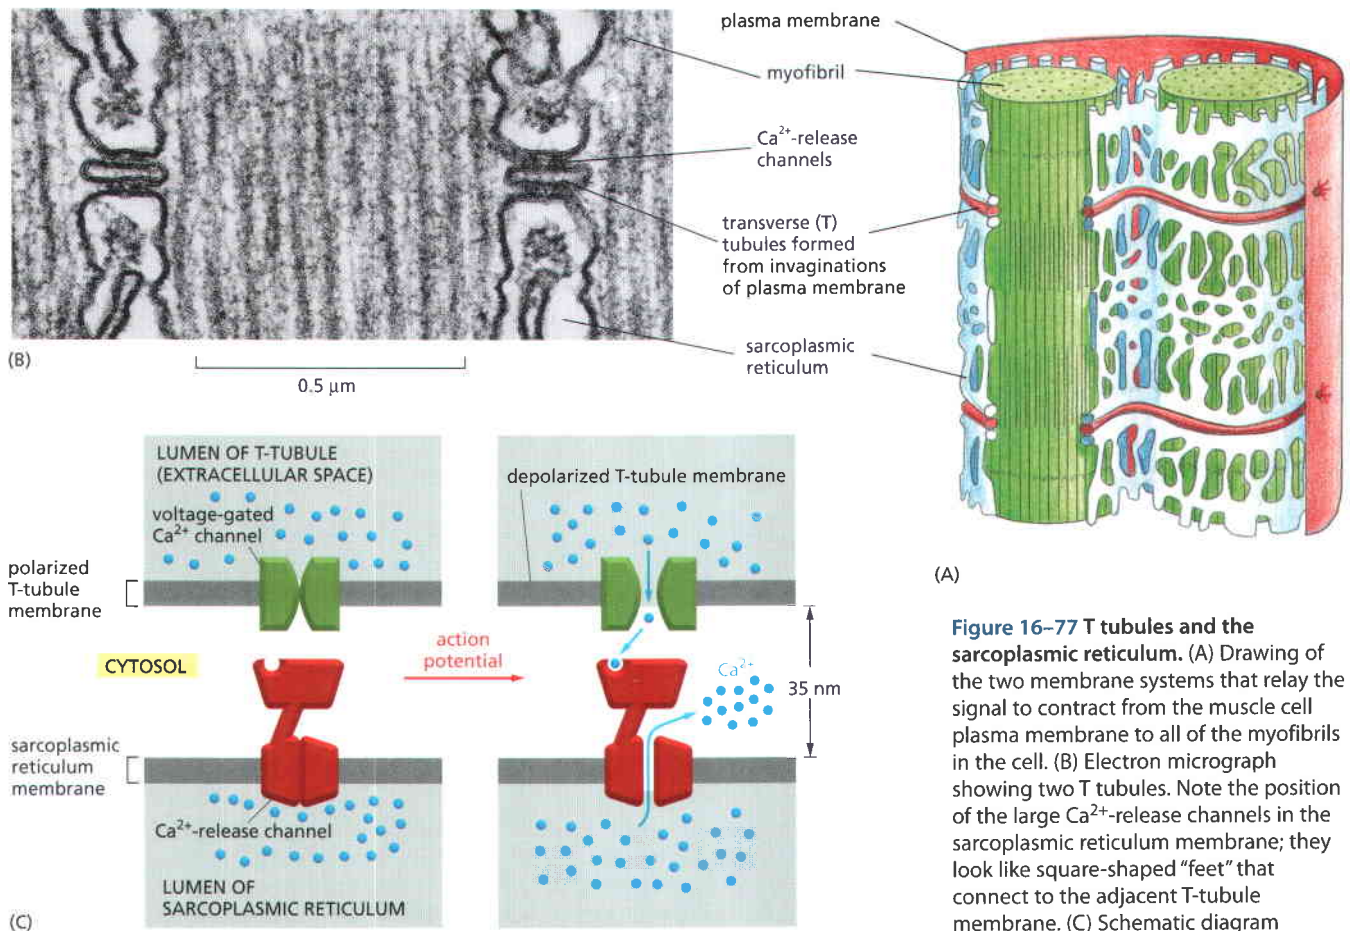 plasma membrane
myofibril
Ca2+-release
channels
transverse (T)
tubules formed
from invaginations
of plasma membrane
sarcoplasmic
reticulum
(B)
0.5 μm
(A)
LUMEN OF T-TUBULE
(EXTRACELLULAR SPACE)
voltage-gated
Ca2+ channel
polarized
T-tubule
membrane
CYTOSOL
sarcoplasmic
reticulum
membrane
Ca2+-release channel
LUMEN OF
SARCOPLASMIC RETICULUM
(C)
action
potential
depolarized T-tubule membrane
Ca2+
35 nm
Figure 16–77 T tubules and the
sarcoplasmic reticulum. (A) Drawing of
the two membrane systems that relay the
signal to contract from the muscle cell
plasma membrane to all of the myofibrils
in the cell. (B) Electron micrograph
showing two T tubules. Note the position
of the large Ca2+-release channels in the
sarcoplasmic reticulum membrane; they
look like square-shaped "feet" that
connect to the adjacent T-tubule
membrane. (C) Schematic diagram